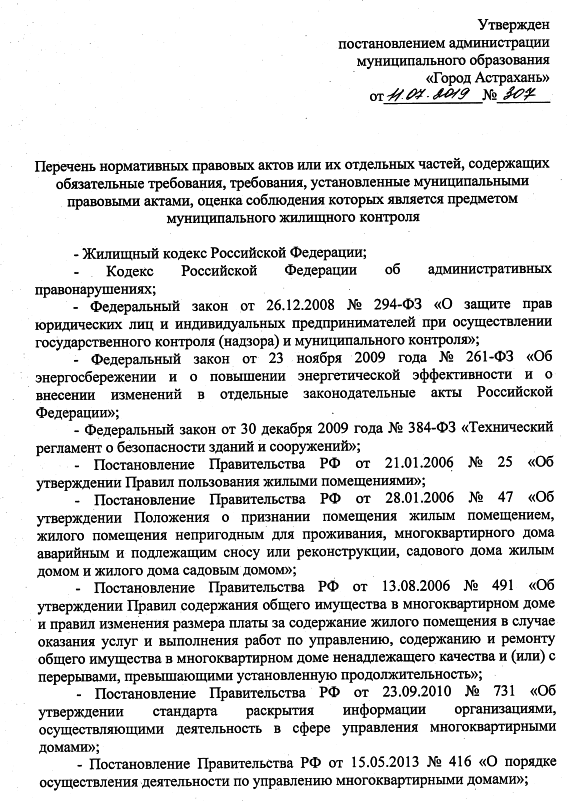 Утвержден
постановлением администрации
муниципального образования
«Город Астрахань»
от 11.07.2019 № 307
Перечень нормативных правовых актов или их отдельных частей, содержащих
обязательные требования, требования, установленные муниципальными
правовыми актами, оценка соблюдения которых является предметом
муниципального жилищного контроля
- Жилищный кодекс Российской Федерации;
- Кодекс Российской Федерации об административных
правонарушениях;
- Федеральный закон от 26.12.2008 № 294-ФЗ «О защите прав
юридических лиц и индивидуальных предпринимателей при осуществлении
государственного контроля (надзора) и муниципального контроля»;
- Федеральный закон от 23 ноября 2009 года № 261-ФЗ «Об
энергосбережении и о повышении энергетической эффективности и о
внесении изменений в отдельные законодательные акты Российской
Федерации»;
- Федеральный закон от 30 декабря 2009 года № 384-ФЗ «Технический
регламент о безопасности зданий и сооружений»;
- Постановление Правительства РФ от 21.01.2006 № 25 «Об
утверждении Правил пользования жилыми помещениями»;
- Постановление Правительства РФ от 28.01.2006 № 47 «Об
утверждении Положения о признании помещения жилым помещением,
жилого помещения непригодным для проживания, многоквартирного дома
аварийным и подлежащим сносу или реконструкции, садового дома жилым
домом и жилого дома садовым домом»;
- Постановление Правительства РФ от 13.08.2006 № 491 «Об
утверждении Правил содержания общего имущества в многоквартирном доме
и правил изменения размера платы за содержание жилого помещения в случае
оказания услуг и выполнения работ по управлению, содержанию и ремонту
общего имущества в многоквартирном доме ненадлежащего качества и (или) с
перерывами, превышающими установленную продолжительность»;
- Постановление Правительства РФ от 23.09.2010 № 731 «Об
утверждении стандарта раскрытия информации организациями,
осуществляющими деятельность в сфере управления многоквартирными
домами»;
- Постановление Правительства РФ от 15.05.2013 № 416 «О порядке
осуществления деятельности по управлению многоквартирными домами»;